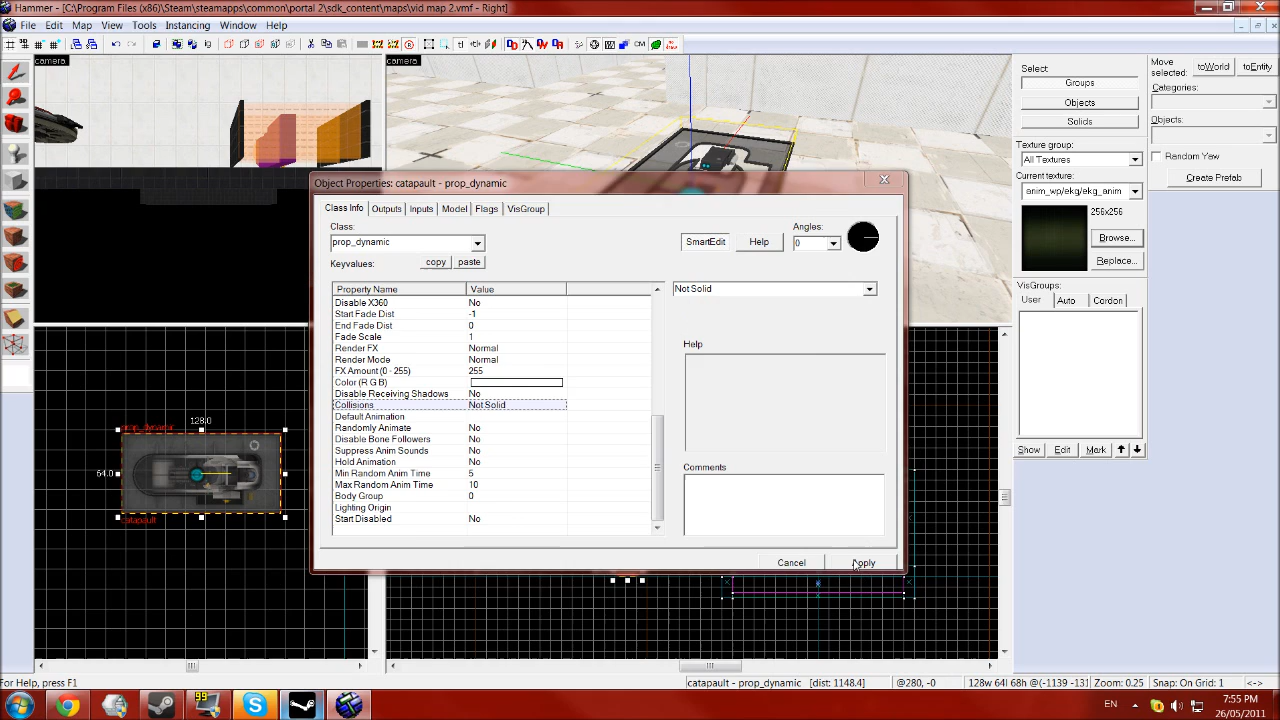 Hammer - [C:\Program Files (x86)\Steam\steamapps\common\portal 2\sdk_content\maps\vid map 2.vmf - Right]
File Edit Map View Tools Instancing Window Help
camera
camera
Select:
Groups
Objects
Solids
Texture group:
All Textures
Current texture:
anim_wp/ekg/ekg_anim
256x256
Browse...
Replace...
VisGroups:
User Auto Cordon
Show Edit Mark
Move selected:
toWorld toEntity
Categories:
Objects:
Random Yaw
Create Prefab
Object Properties: catapault - prop_dynamic
Class Info Outputs Inputs Model Flags VisGroup
Class:
prop_dynamic
SmartEdit Help
Angles:
0
Keyvalues: copy paste
Property Name Value
Disable X360 No
Start Fade Dist -1
End Fade Dist 0
Fade Scale 1
Render FX Normal
Render Mode Normal
FX Amount (0 - 255) 255
Color (R G B)
Disable Receiving Shadows No
Collisions Not Solid
Default Animation
Randomly Animate No
Disable Bone Followers No
Suppress Anim Sounds No
Hold Animation No
Min Random Anim Time 5
Max Random Anim Time 10
Body Group 0
Lighting Origin
Start Disabled No
Not Solid
Help
Comments
Cancel Apply
prop_dynamic
128.0
64.0
catapault
For Help, press F1
catapault - prop_dynamic [dist: 1148.4]
@280, -0
128w 64l 68h @(-1139 -131
Zoom: 0.25
Snap: On Grid: 1
<->
99
EN
7:55 PM
26/05/2011